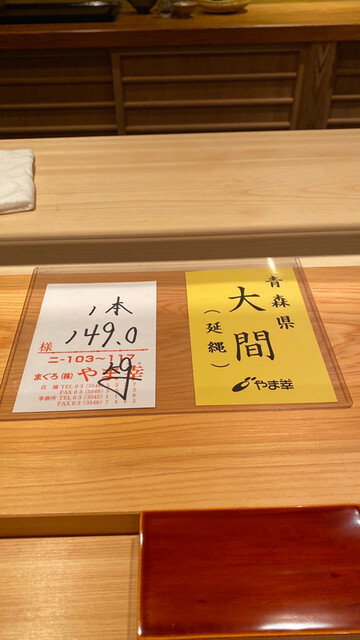 1本
149.0
様
ニ-103~117
まぐろ(株)やま幸
青森県
大間
(延縄)
やま幸